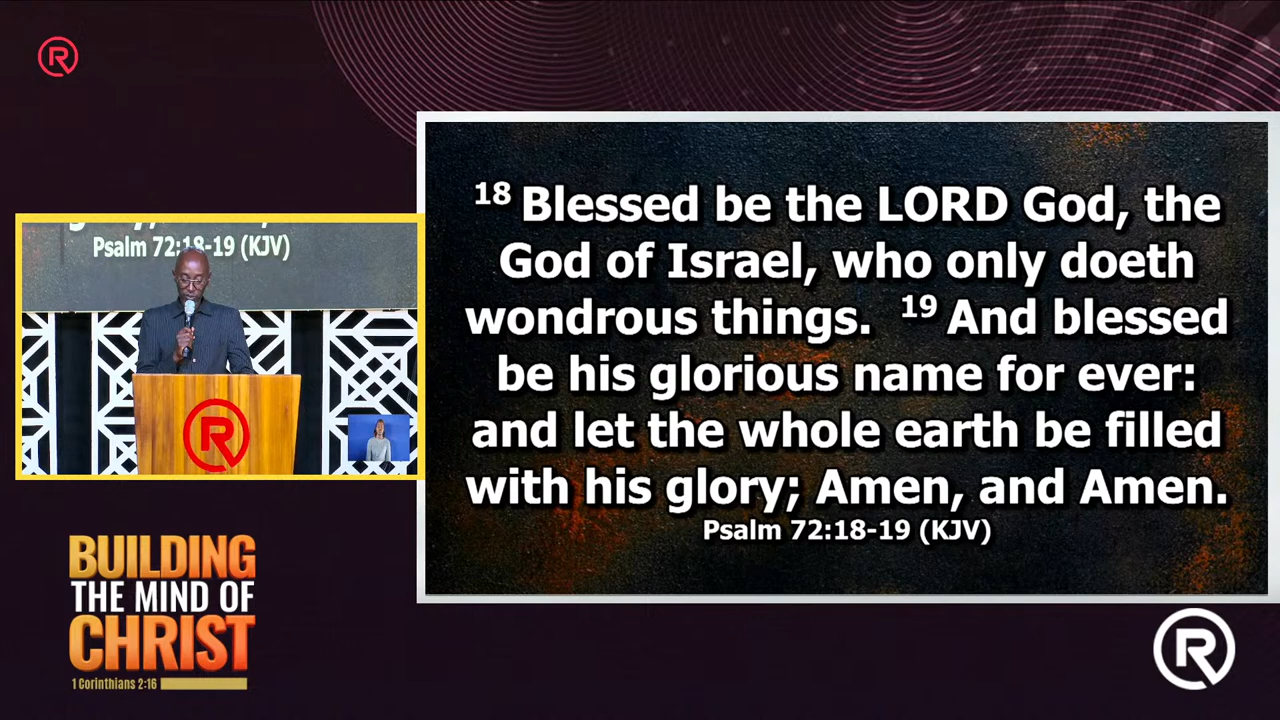 R
18 Blessed be the LORD God, the
God of Israel, who only doeth
wondrous things. 19 And blessed
be his glorious name for ever:
and let the whole earth be filled
with his glory; Amen, and Amen.
Psalm 72:18-19 (KJV)
Psalm 72:18-19 (KJV)
R
BUILDING
THE MIND OF
CHRIST
1 Corinthians 2:16
R